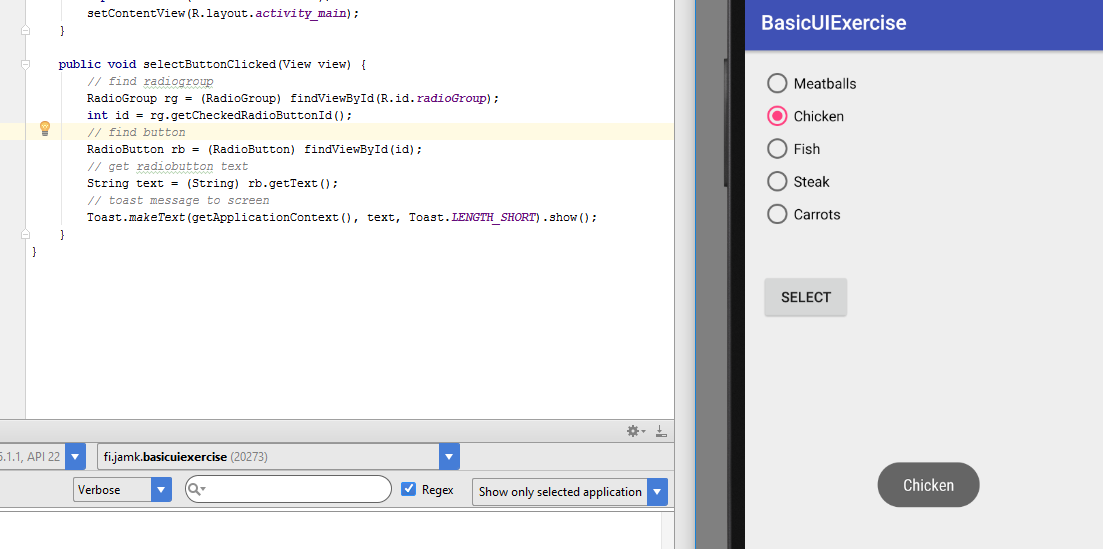 setContentView(R.layout.activity_main);
}
public void selectButtonClicked(View view) {
// find radiogroup
RadioGroup rg = (RadioGroup) findViewById(R.id.radioGroup);
int id = rg.getCheckedRadioButtonId();
// find button
RadioButton rb = (RadioButton) findViewById(id);
// get radiobutton text
String text = (String) rb.getText();
// toast message to screen
Toast.makeText(getApplicationContext(), text, Toast.LENGTH_SHORT).show();
}
}
5.1.1, API 22
fi.jamk.basicuiexercise (20273)
Verbose
Regex
Show only selected application
BasicUIExercise
Meatballs
Chicken
Fish
Steak
Carrots
SELECT
Chicken